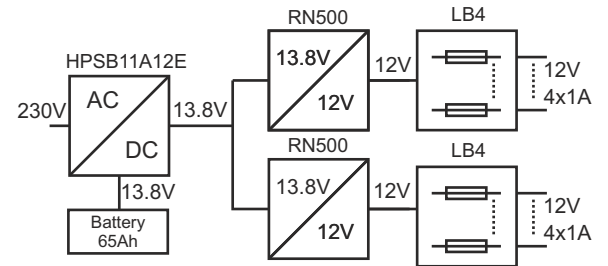 HPSB11A12E
230V
AC
DC
13.8V
13.8V
Battery
65Ah
RN500
13.8V
12V
12V
LB4
12V
4x1A
RN500
13.8V
12V
12V
LB4
12V
4x1A